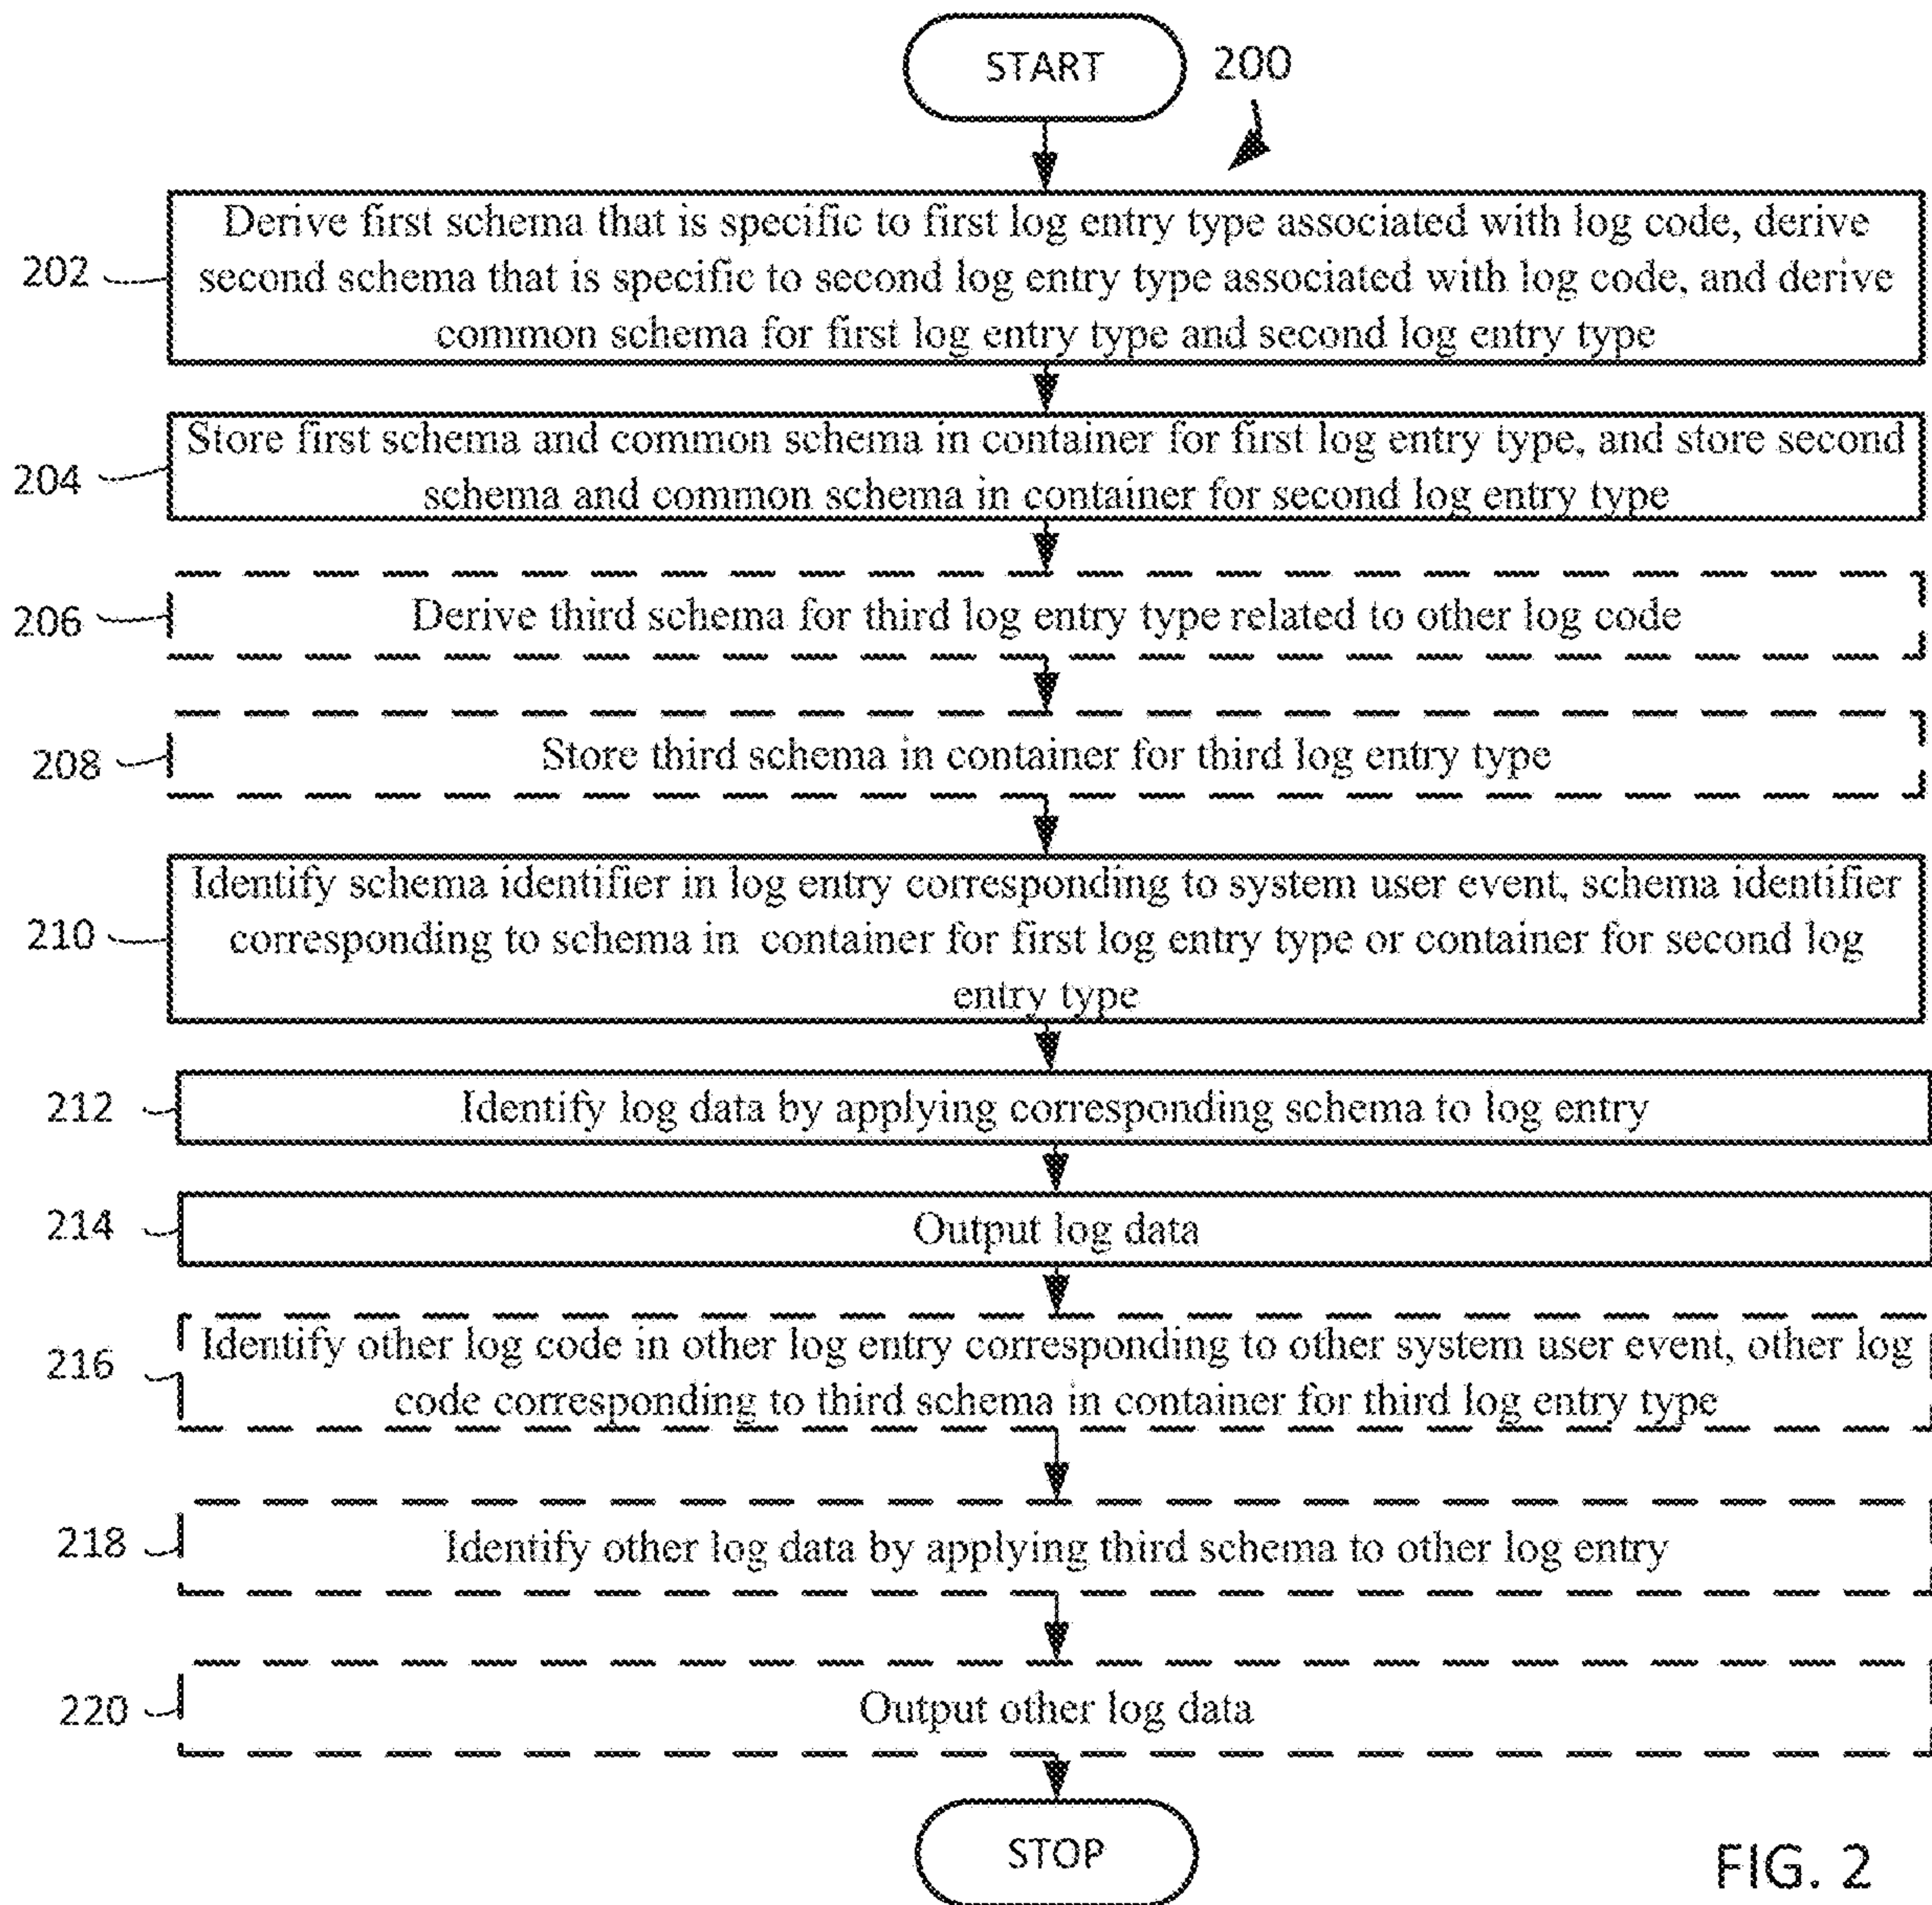 START
200
202
Derive first schema that is specific to first log entry type associated with log code, derive
second schema that is specific to second log entry type associated with log code, and derive
common schema for first log entry type and second log entry type
204
Store first schema and common schema in container for first log entry type, and store second
schema and common schema in container for second log entry type
206
Derive third schema for third log entry type related to other log code
208
Store third schema in container for third log entry type
210
Identify schema identifier in log entry corresponding to system user event, schema identifier
corresponding to schema in container for first log entry type or container for second log
entry type
212
Identify log data by applying corresponding schema to log entry
214
Output log data
216
Identify other log code in other log entry corresponding to other system user event, other log
code corresponding to third schema in container for third log entry type
218
Identify other log data by applying third schema to other log entry
220
Output other log data
STOP
FIG. 2